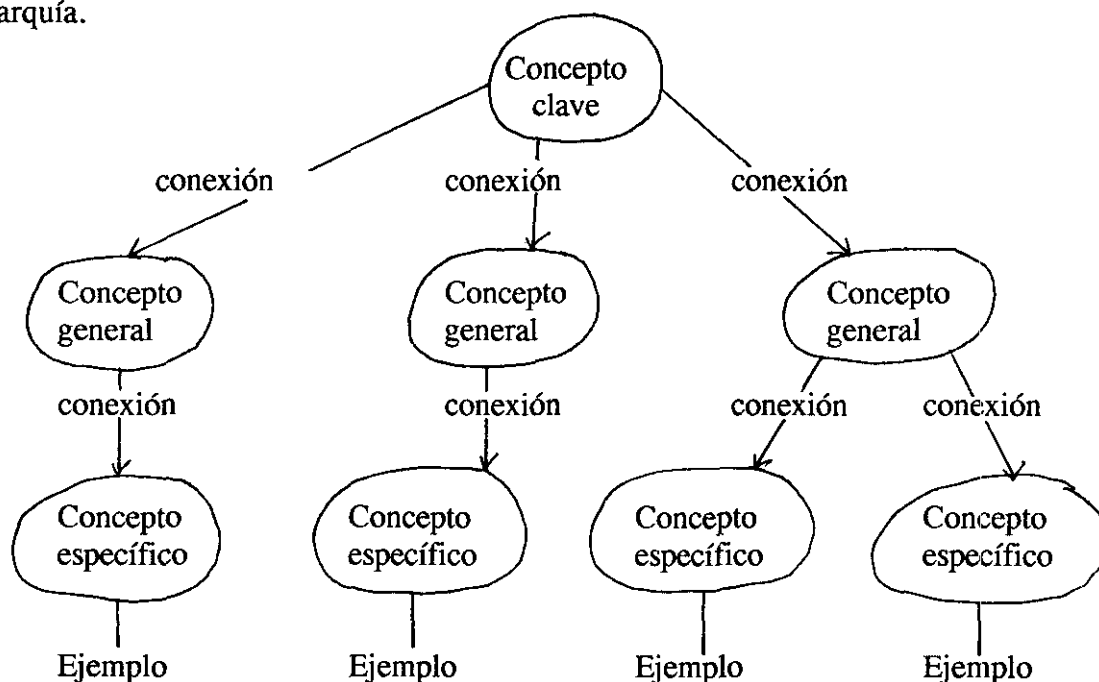 arquía.
Concepto
clave
conexión conexión conexión
Concepto Concepto Concepto
general general general
conexión conexión conexión conexión
Concepto Concepto Concepto Concepto
específico específico específico específico
Ejemplo Ejemplo Ejemplo Ejemplo